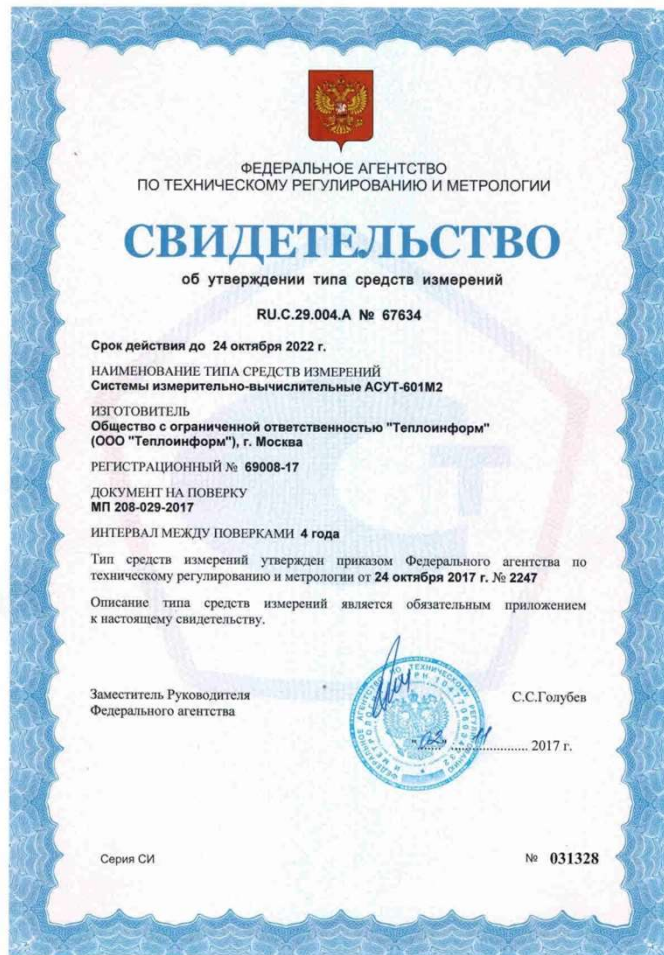 ФЕДЕРАЛЬНОЕ АГЕНТСТВО
ПО ТЕХНИЧЕСКОМУ РЕГУЛИРОВАНИЮ И МЕТРОЛОГИИ
СВИДЕТЕЛЬСТВО
об утверждении типа средств измерений
RU.C.29.004.A № 67634
Срок действия до 24 октября 2022 г.
НАИМЕНОВАНИЕ ТИПА СРЕДСТВ ИЗМЕРЕНИЙ
Системы измерительно-вычислительные АСУТ-601М2
ИЗГОТОВИТЕЛЬ
Общество с ограниченной ответственностью "Теплоинформ"
(ООО "Теплоинформ"), г. Москва
РЕГИСТРАЦИОННЫЙ № 69008-17
ДОКУМЕНТ НА ПОВЕРКУ
МП 208-029-2017
ИНТЕРВАЛ МЕЖДУ ПОВЕРКАМИ 4 года
Тип средств измерений утвержден приказом Федерального агентства по
техническому регулированию и метрологии от 24 октября 2017 г. № 2247
Описание типа средств измерений является обязательным приложением
к настоящему свидетельству.
Заместитель Руководителя
Федерального агентства
С.С.Голубев
"02" 11 2017 г.
Серия СИ
№ 031328